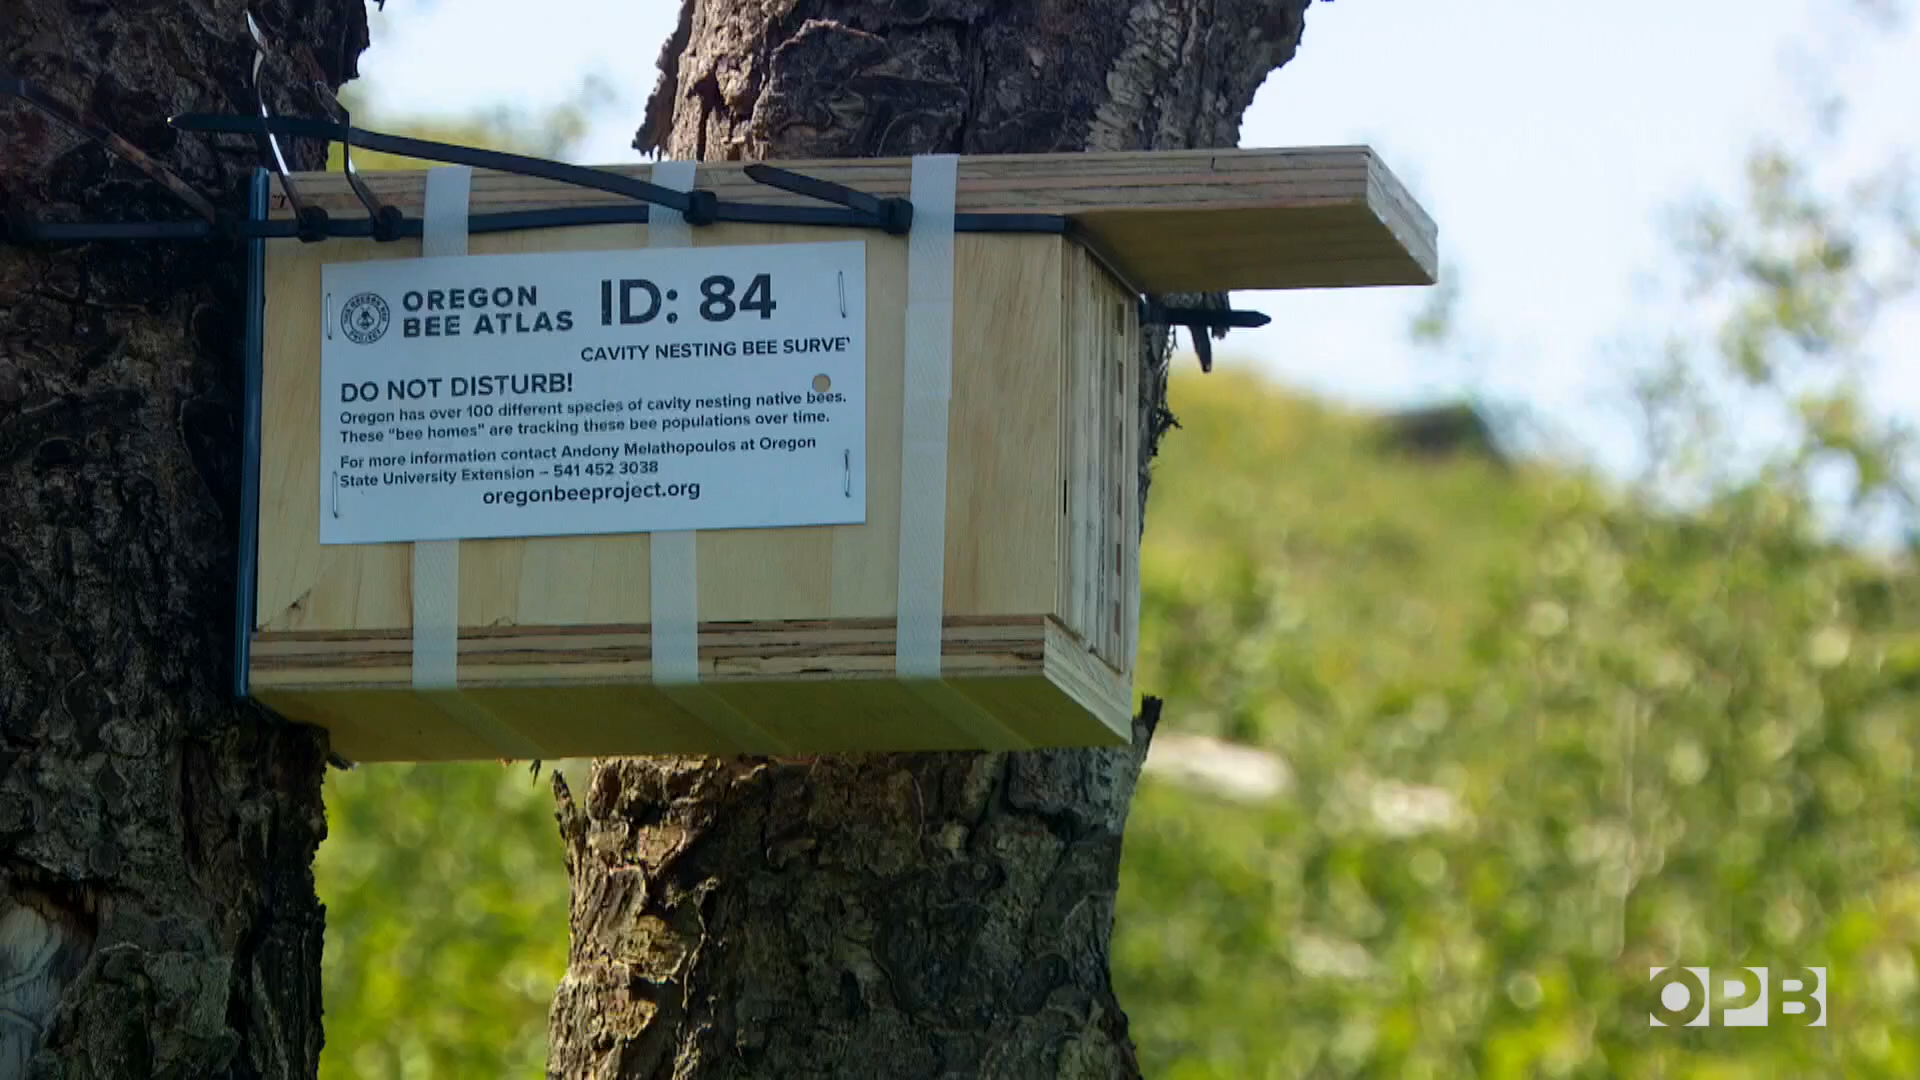 OREGON
BEE ATLAS
ID: 84
CAVITY NESTING BEE SURVEY
DO NOT DISTURB!
Oregon has over 100 different species of cavity nesting native bees.
These "bee homes" are tracking these bee populations over time.
For more information contact Andony Melathopoulos at Oregon
State University Extension – 541 452 3038
oregonbeeproject.org
OPB